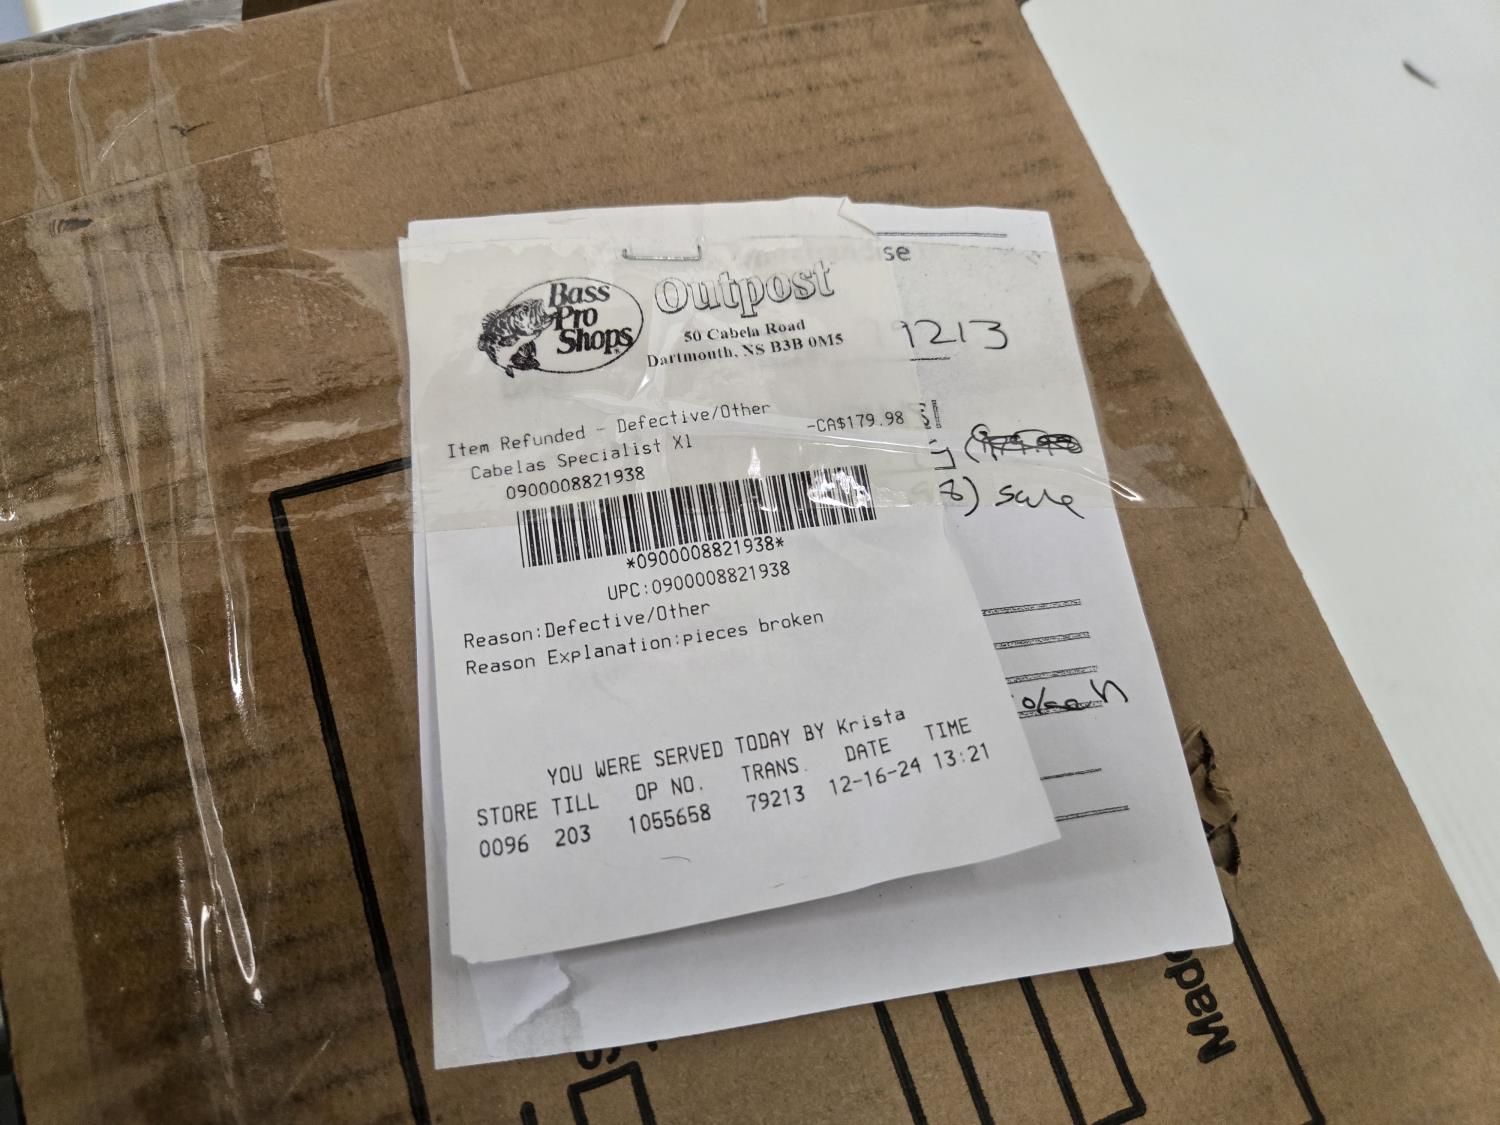 se
Bass
Pro
Shops
Outpost
50 Cabela Road
Dartmouth, NS B3B 0M5
9213
Item Refunded - Defective/Other -CA$179.98
Cabelas Specialist Xl
0900008821938
*0900008821938*
UPC:0900008821938
8) sale
Reason:Defective/Other
Reason Explanation:pieces broken
YOU WERE SERVED TODAY BY Krista
STORE TILL OP NO. TRANS. DATE TIME
0096 203 1055658 79213 12-16-24 13:21
Made